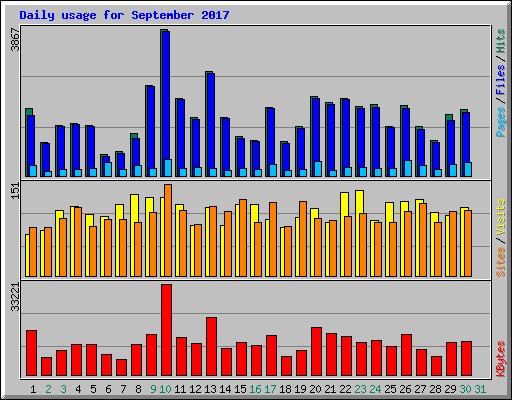 Daily usage for September 2017
3867
Pages / Files / Hits
151
Sites / Visits
33221
KBytes
1 2 3 4 5 6 7 8 9 10 11 12 13 14 15 16 17 18 19 20 21 22 23 24 25 26 27 28 29 30 31